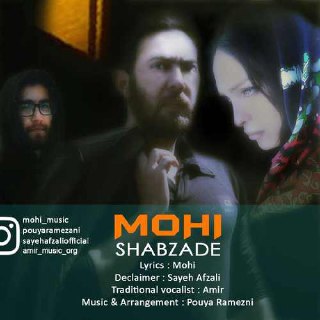 MOHI
SHABZADE
mohi_music
pouyaramezani
sayehafzaliofficial
amir_music_org
Lyrics : Mohi
Declaimer : Sayeh Afzali
Traditional vocalist : Amir
Music & Arrangement : Pouya Ramezni